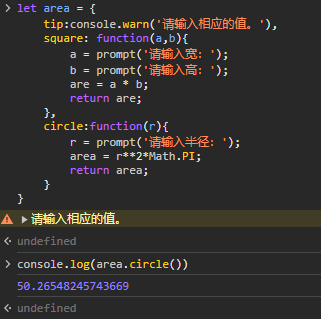 let area = {
tip:console.warn('请输入相应的值。'),
square: function(a,b){
a = prompt('请输入宽：');
b = prompt('请输入高：');
are = a * b;
return are;
},
circle:function(r){
r = prompt('请输入半径：');
area = r**2*Math.PI;
return area;
}
}
请输入相应的值。
undefined
console.log(area.circle())
50.26548245743669
undefined